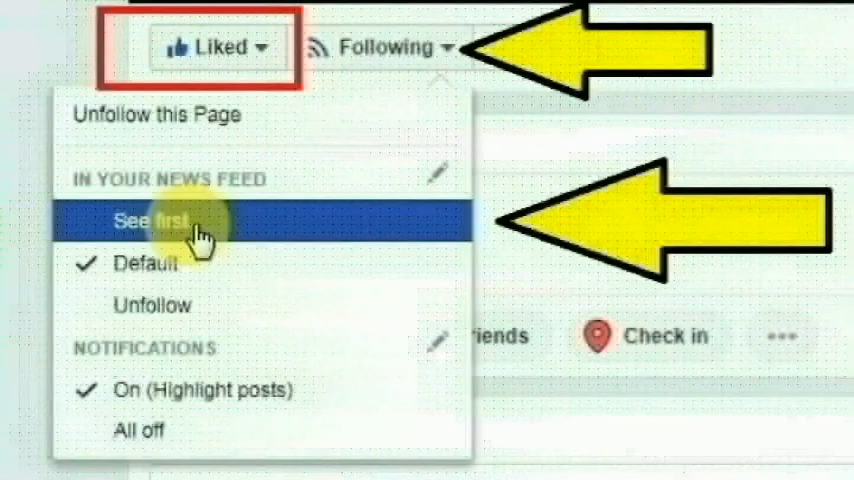 Liked Following
Unfollow this Page
IN YOUR NEWS FEED
See first
Default
Unfollow
NOTIFICATIONS
riends Check in
On (Highlight posts)
All off